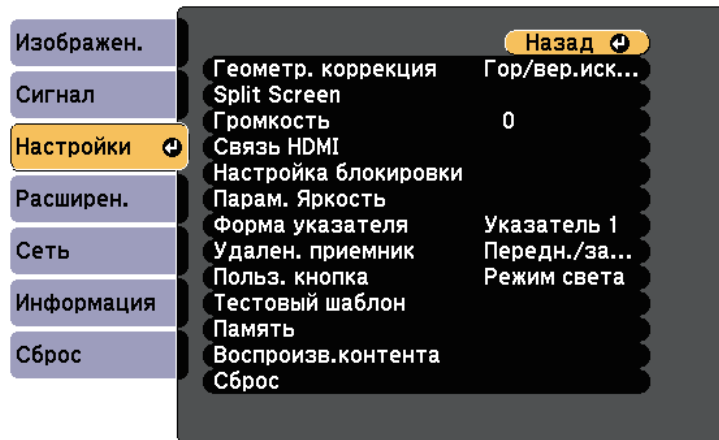 Изображен.
Сигнал
Настройки
Расширен.
Сеть
Информация
Сброс
Назад
Геометр. коррекция Гор/вер.иск...
Split Screen
Громкость 0
Связь HDMI
Настройка блокировки
Парам. Яркость
Форма указателя Указатель 1
Удален. приемник Передн./за...
Польз. кнопка Режим света
Тестовый шаблон
Память
Воспроизв.контента
Сброс